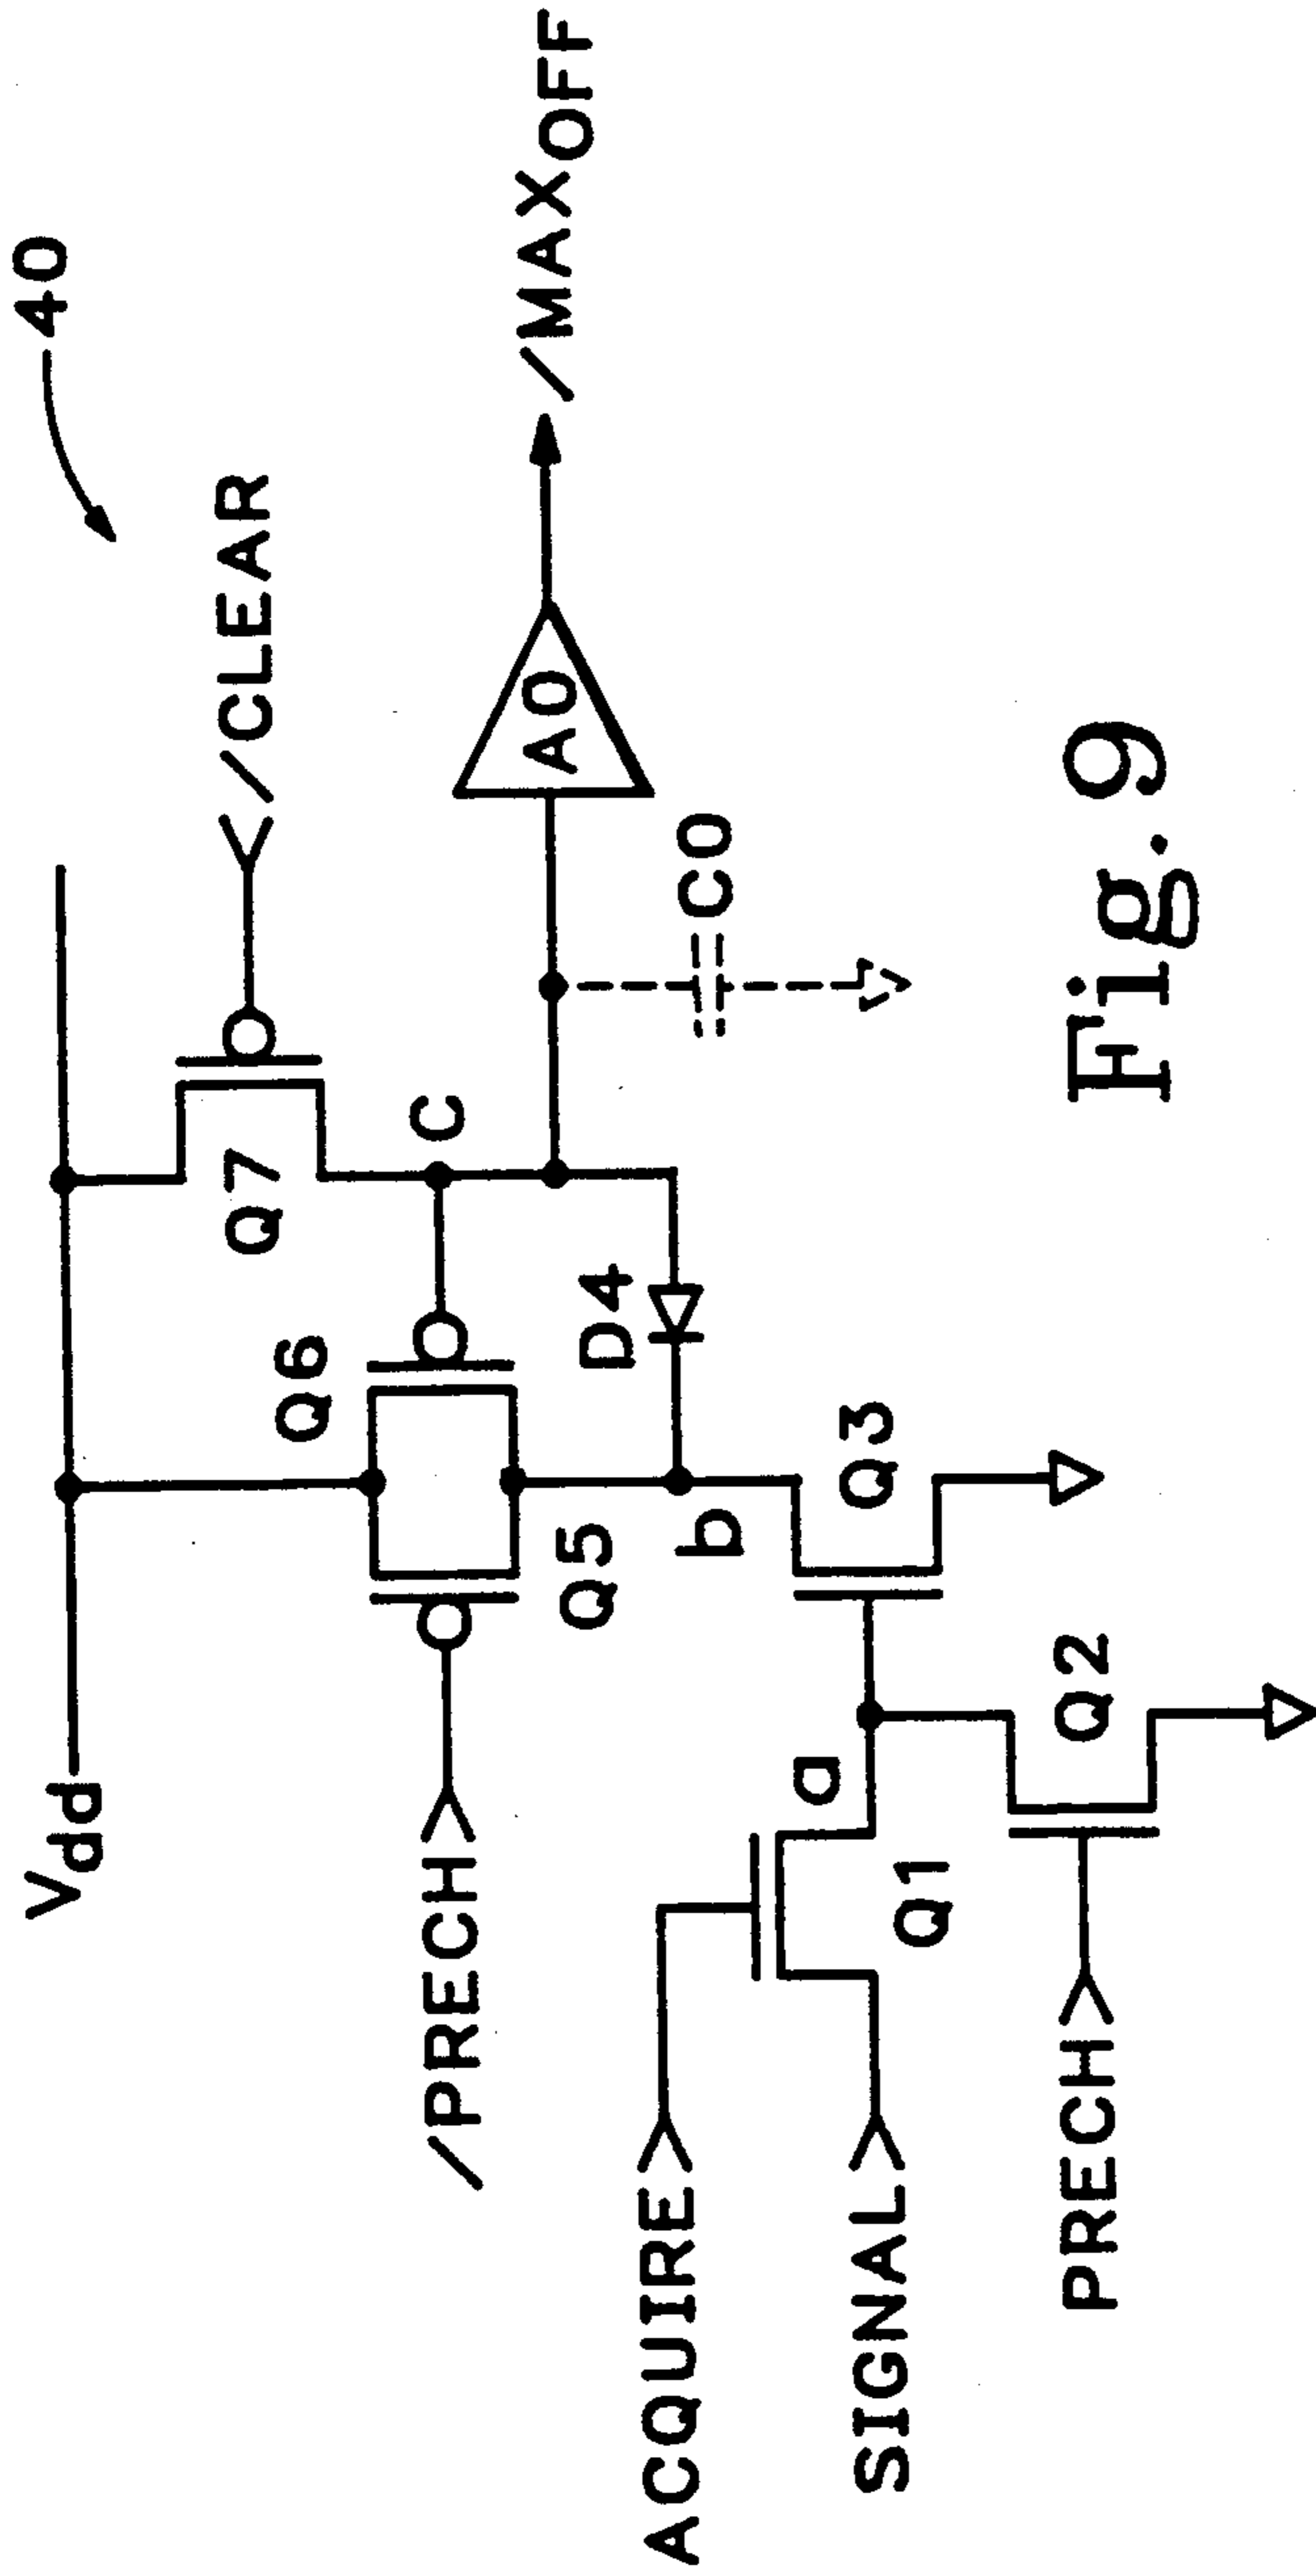 40
Vdd
/CLEAR
Q7
Q6
/PRECH
C
Q5
D4
A0
/MAXOFF
b
C0
ACQUIRE
Q3
a
SIGNAL
Q1
Q2
PRECH
Fig. 9